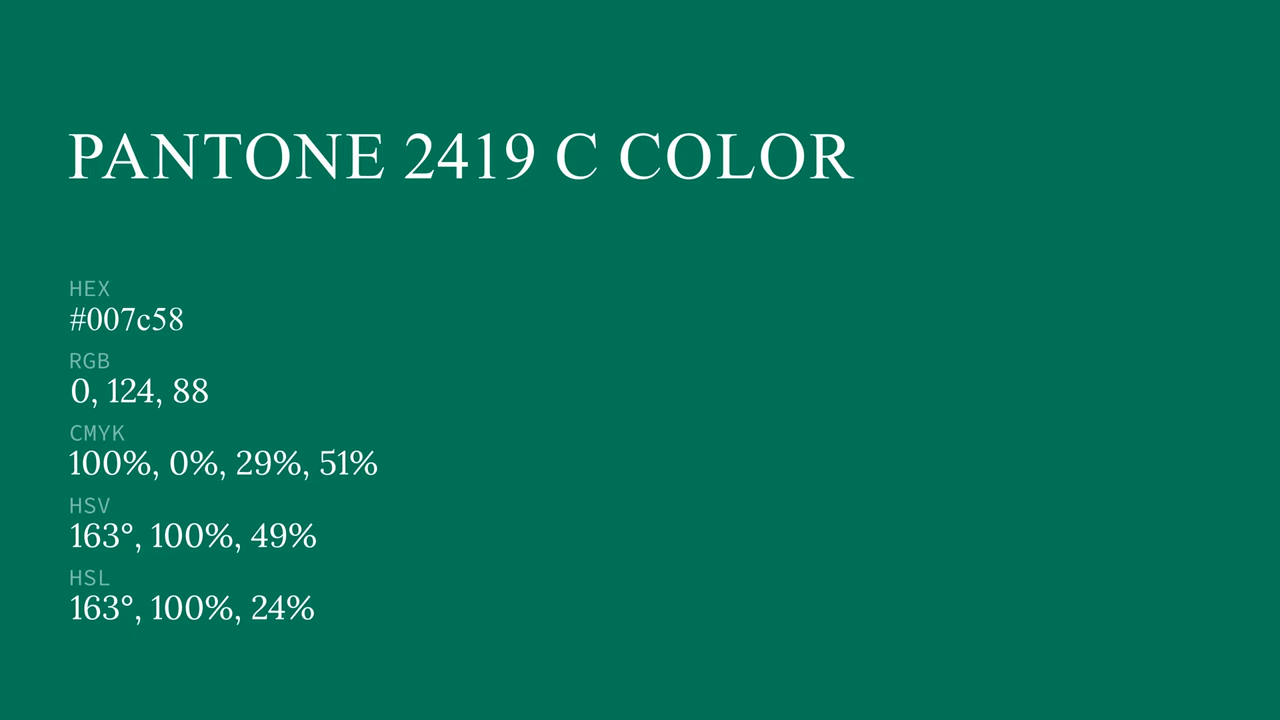 PANTONE 2419 C COLOR
HEX
#007c58
RGB
0, 124, 88
CMYK
100%, 0%, 29%, 51%
HSV
163°, 100%, 49%
HSL
163°, 100%, 24%